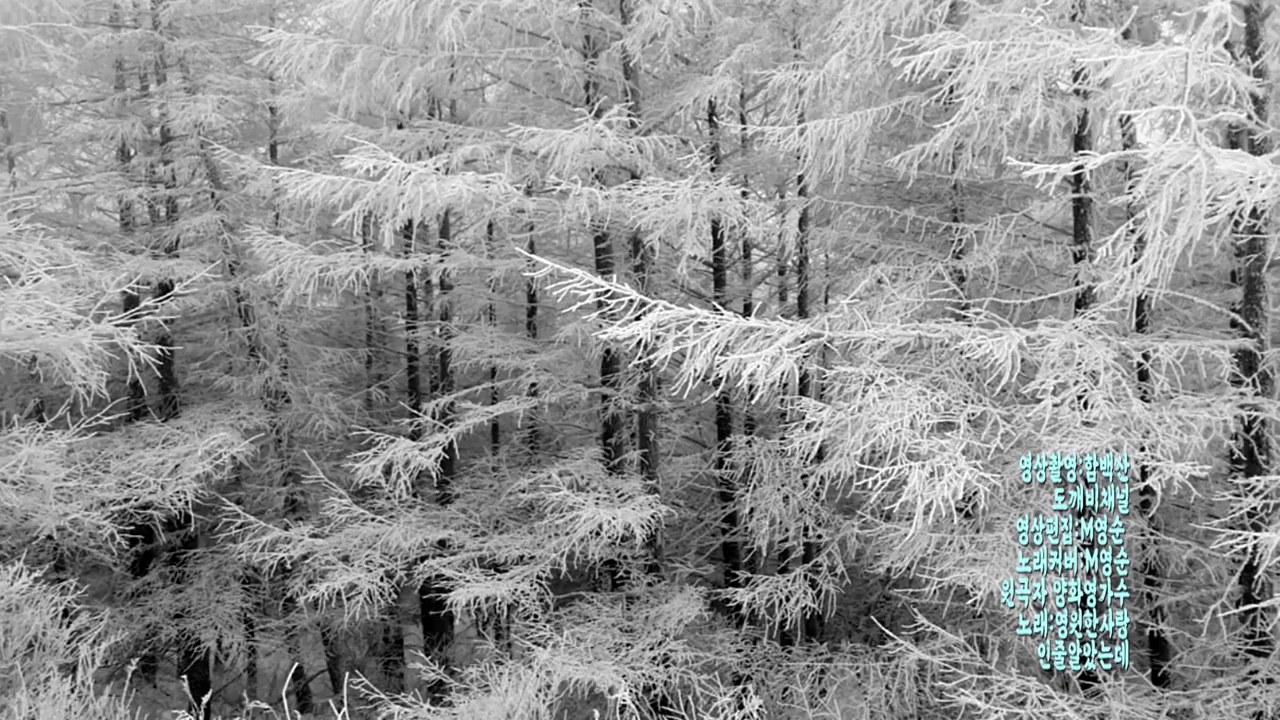 영상촬영:함백산
도깨비채널
영상편집:M영순
노래커버:M영순
원곡자 양화영가수
노래:영원한사랑
인줄알았는데